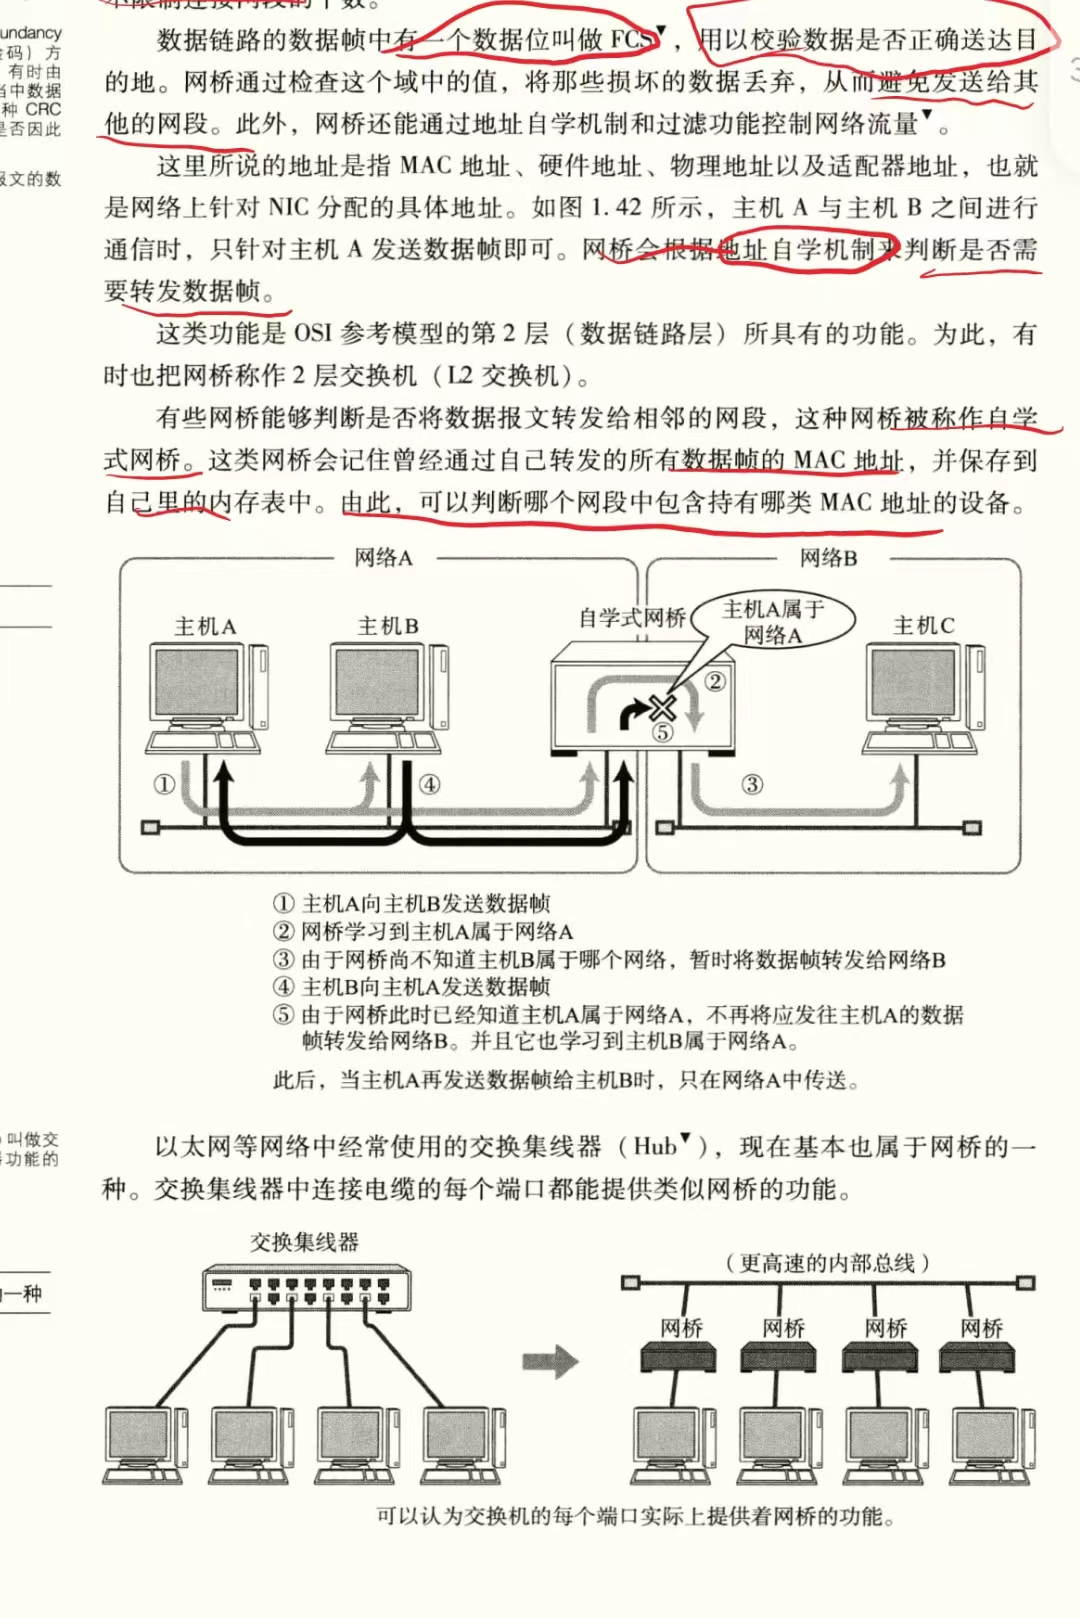 undancy
验码）方
有时由
当中数据
种 CRC
是否因此
报文的数
数据链路的数据帧中有一个数据位叫做 FCS▼，用以校验数据是否正确送达目
的地。网桥通过检查这个域中的值，将那些损坏的数据丢弃，从而避免发送给其
他的网段。此外，网桥还能通过地址自学机制和过滤功能控制网络流量▼。
这里所说的地址是指 MAC 地址、硬件地址、物理地址以及适配器地址，也就
是网络上针对 NIC 分配的具体地址。如图 1.42 所示，主机 A 与主机 B 之间进行
通信时，只针对主机 A 发送数据帧即可。网桥会根据地址自学机制来判断是否需
要转发数据帧。
这类功能是 OSI 参考模型的第 2 层（数据链路层）所具有的功能。为此，有
时也把网桥称作 2 层交换机（L2 交换机）。
有些网桥能够判断是否将数据报文转发给相邻的网段，这种网桥被称作自学
式网桥。这类网桥会记住曾经通过自己转发的所有数据帧的 MAC 地址，并保存到
自己里的内存表中。由此，可以判断哪个网段中包含持有哪类 MAC 地址的设备。
网络A
网络B
主机A
主机B
自学式网桥
主机A属于
网络A
主机C
②
⑤
①
④
③
① 主机A向主机B发送数据帧
② 网桥学习到主机A属于网络A
③ 由于网桥尚不知道主机B属于哪个网络，暂时将数据帧转发给网络B
④ 主机B向主机A发送数据帧
⑤ 由于网桥此时已经知道主机A属于网络A，不再将应发往主机A的数据
帧转发给网络B。并且它也学习到主机B属于网络A。
此后，当主机A再发送数据帧给主机B时，只在网络A中传送。
叫做交
器功能的
以太网等网络中经常使用的交换集线器（Hub▼），现在基本也属于网桥的一
种。交换集线器中连接电缆的每个端口都能提供类似网桥的功能。
一种
交换集线器
（更高速的内部总线）
网桥
网桥
网桥
网桥
可以认为交换机的每个端口实际上提供着网桥的功能。